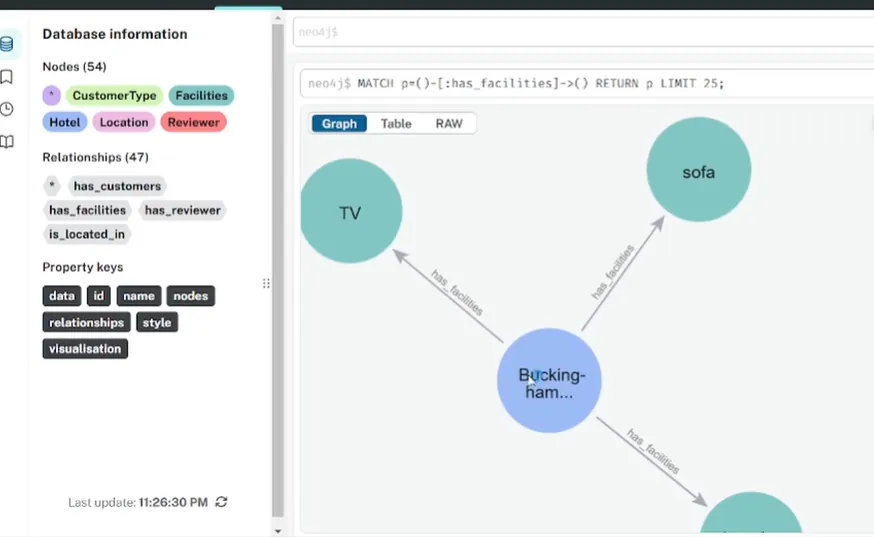 neo4j$
Database information
Nodes (54)
* CustomerType Facilities
Hotel Location Reviewer
Relationships (47)
* has_customers
has_facilities has_reviewer
is_located_in
Property keys
data id name nodes
relationships style
visualisation
Last update: 11:26:30 PM
neo4j$ MATCH p=()-[:has_facilities]->() RETURN p LIMIT 25;
Graph Table RAW
sofa
TV
has_facilities
has_facilities
Bucking-
ham...
has_facilities